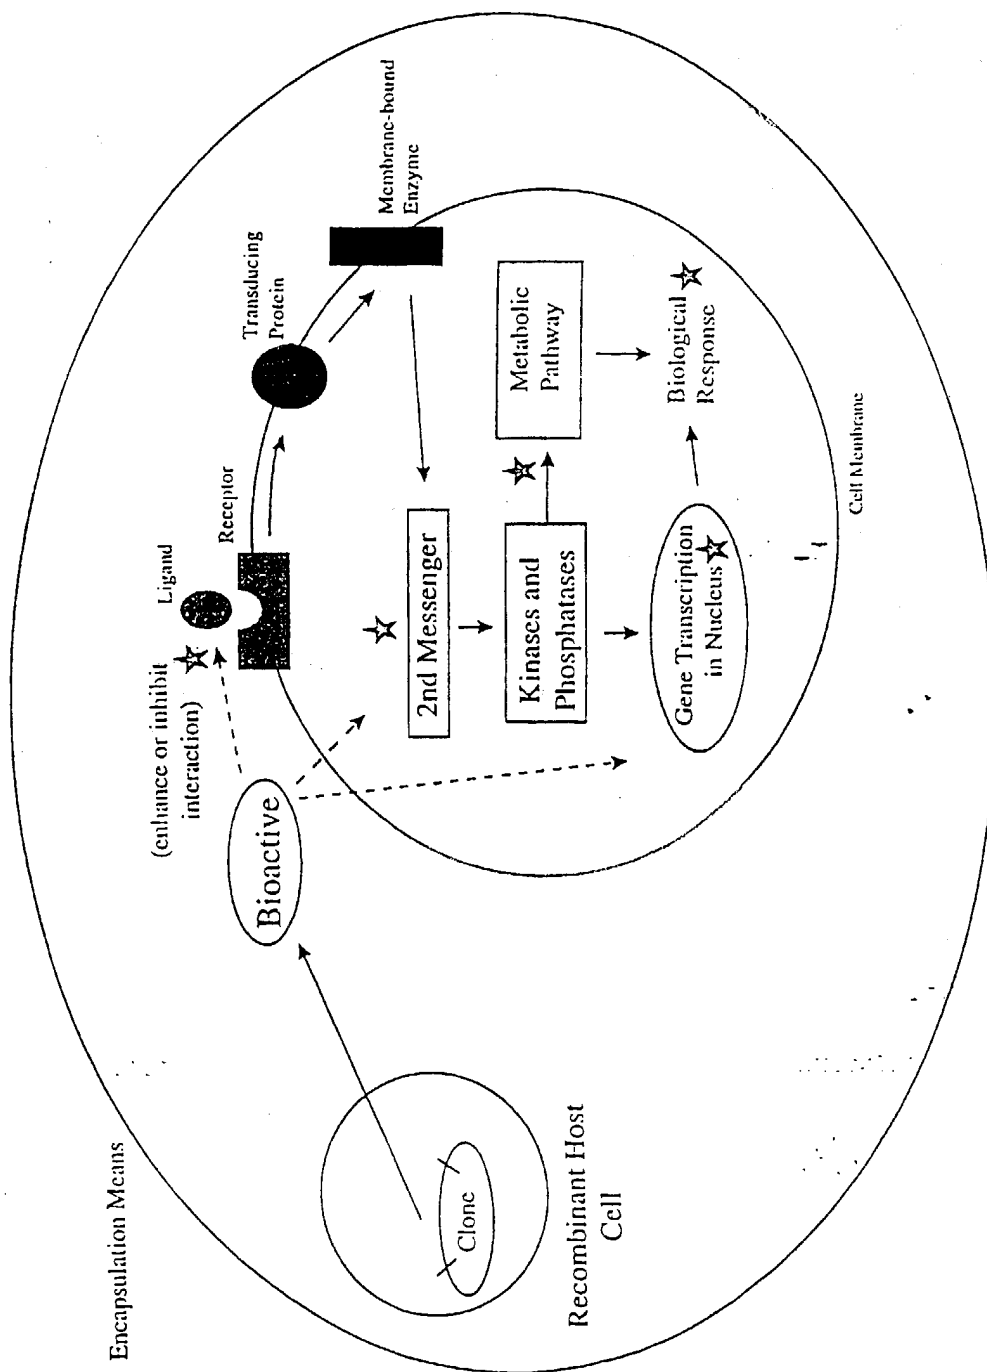 Encapsulation Means
(enhance or inhibit
interaction)
Ligand
Receptor
Transducing
Protein
Membrane-bound
Enzyme
Bioactive
2nd Messenger
Kinases and
Phosphatases
Metabolic
Pathway
Gene Transcription
in Nucleus
Biological
Response
Clone
Recombinant Host
Cell
Cell Membrane